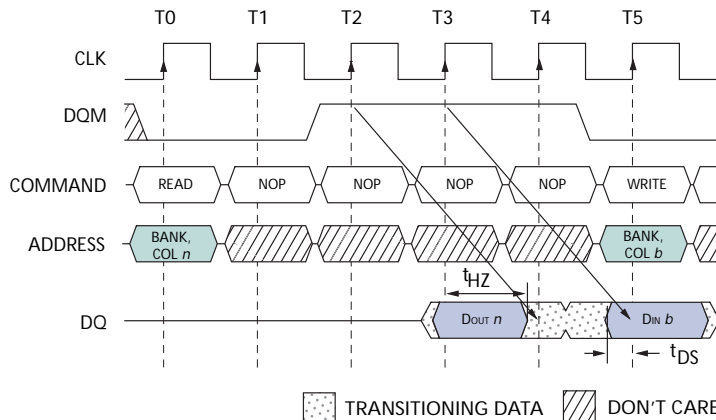 T0 T1 T2 T3 T4 T5
CLK
DQM
COMMAND READ NOP NOP NOP NOP WRITE
ADDRESS BANK, COL n BANK, COL b
tHZ
DQ DOUT n DIN b
tDS
TRANSITIONING DATA DON'T CARE